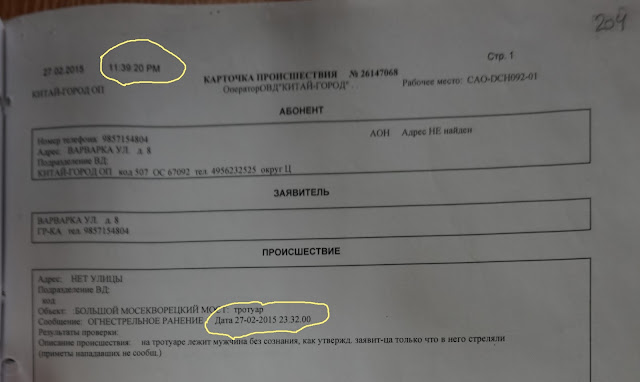 209
27.02.2015 11:39:20 PM Стр. 1
КАРТОЧКА ПРОИСШЕСТВИЯ № 26147068
КИТАЙ-ГОРОД ОП ОператорОВД"КИТАЙ-ГОРОД" . . Рабочее место: CAO-DCH092-01
АБОНЕНТ
Номер телефона: 9857154804 АОН Адрес НЕ найден
Адрес: ВАРВАРКА УЛ. д. 8
Подразделение ВД:
КИТАЙ-ГОРОД ОП код 507 ОС 67092 тел. 4956232525 округ Ц
ЗАЯВИТЕЛЬ
ВАРВАРКА УЛ. д. 8
ГР-КА тел. 9857154804
ПРОИСШЕСТВИЕ
Адрес: НЕТ УЛИЦЫ
Подразделение ВД:
код
Объект: БОЛЬШОЙ МОСЕКВОРЕЦКИЙ МОСТ: тротуар
Сообщение: ОГНЕСТРЕЛЬНОЕ РАНЕНИЕ Дата 27-02-2015 23.32.00
Результаты проверки:
Описание происшествия: на тротуаре лежит мужчина без сознания, как утвержд. заявит-ца только что в него стреляли
(приметы нападавших не сообщ.)